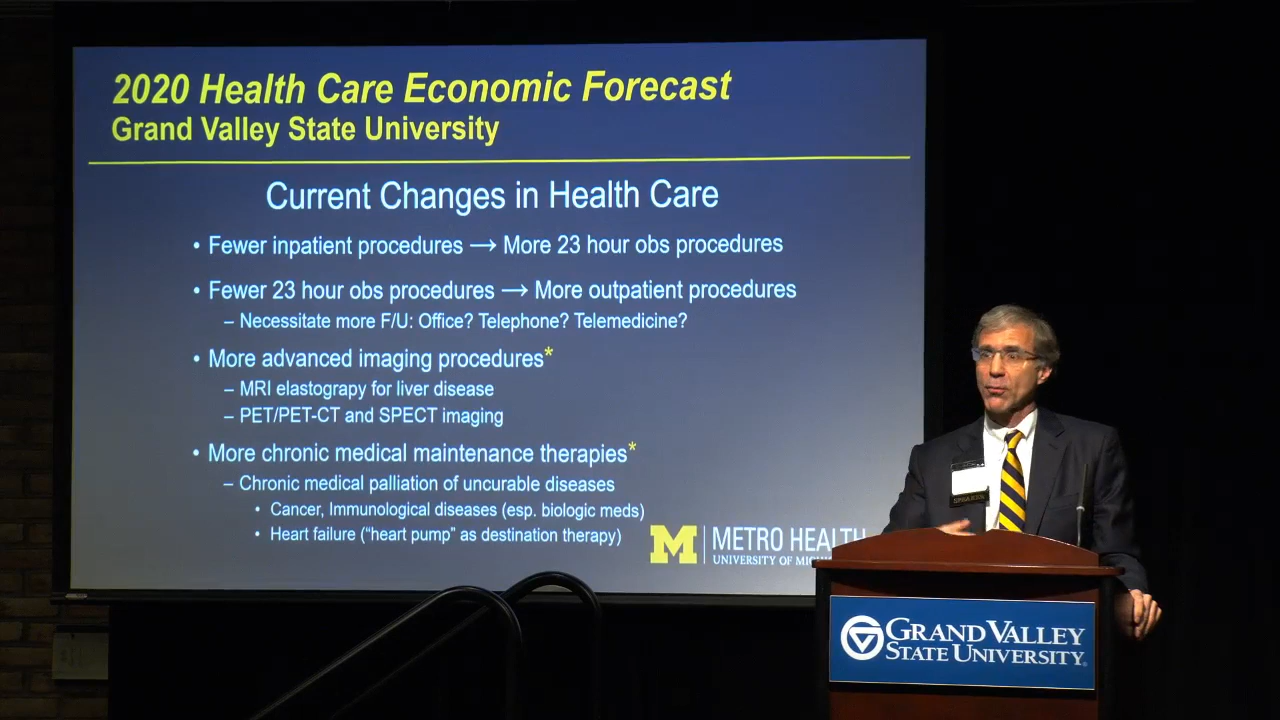 2020 Health Care Economic Forecast
Grand Valley State University
Current Changes in Health Care
• Fewer inpatient procedures → More 23 hour obs procedures
• Fewer 23 hour obs procedures → More outpatient procedures
– Necessitate more F/U: Office? Telephone? Telemedicine?
• More advanced imaging procedures*
– MRI elastograpy for liver disease
– PET/PET-CT and SPECT imaging
• More chronic medical maintenance therapies*
– Chronic medical palliation of uncurable diseases
• Cancer, Immunological diseases (esp. biologic meds)
• Heart failure ("heart pump" as destination therapy)
M METRO HEALTH
UNIVERSITY OF
SPEAKER
GRAND VALLEY
STATE UNIVERSITY®